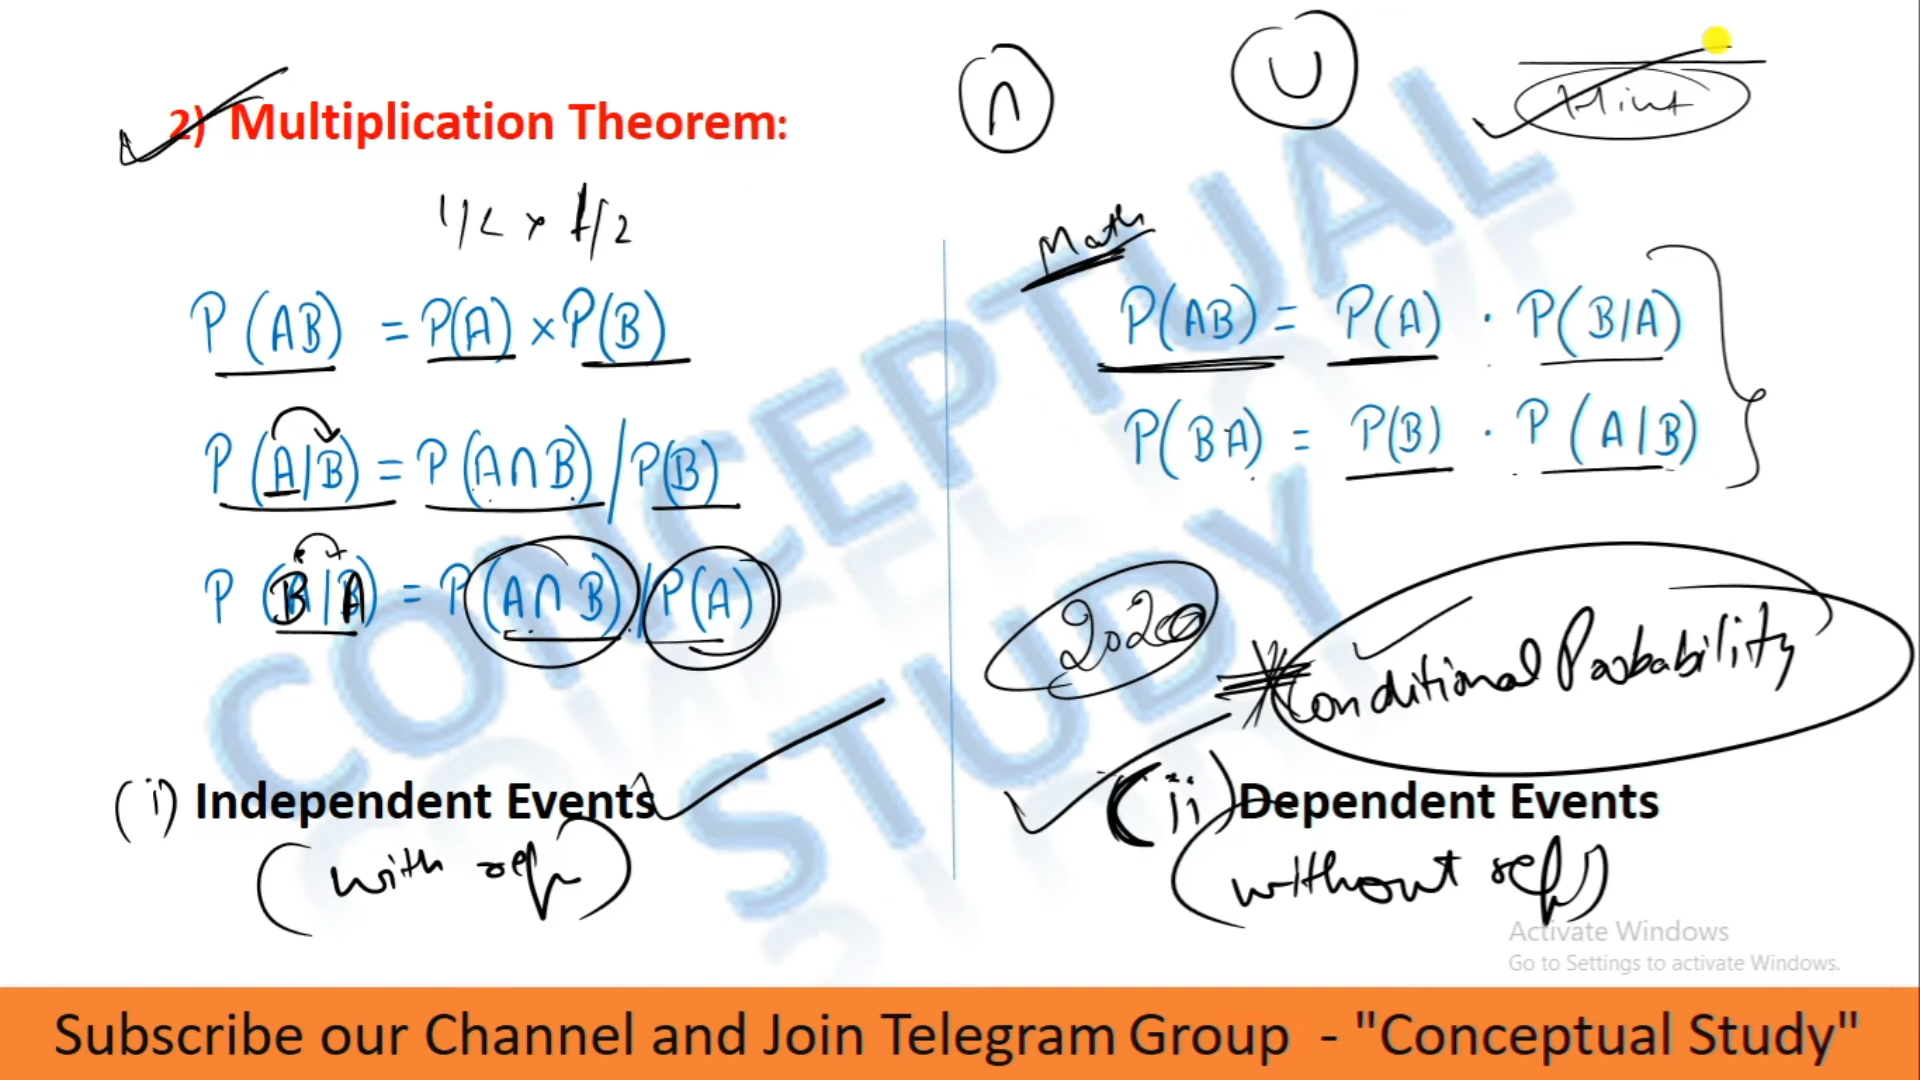 ∩
U
Hint
2) Multiplication Theorem:
1/2 × 1/2
P(AB) = P(A) × P(B)
P(A|B) = P(A∩B) / P(B)
P(B|A) = P(A∩B) / P(A)
(i) Independent Events
(with rep)
Math
P(AB) = P(A) · P(B|A)
P(BA) = P(B) · P(A|B)
2020
Conditional Probability
(ii) Dependent Events
(without rep)
CONCEPTUAL
STUDY
Activate Windows
Go to Settings to activate Windows.
Subscribe our Channel and Join Telegram Group - "Conceptual Study"